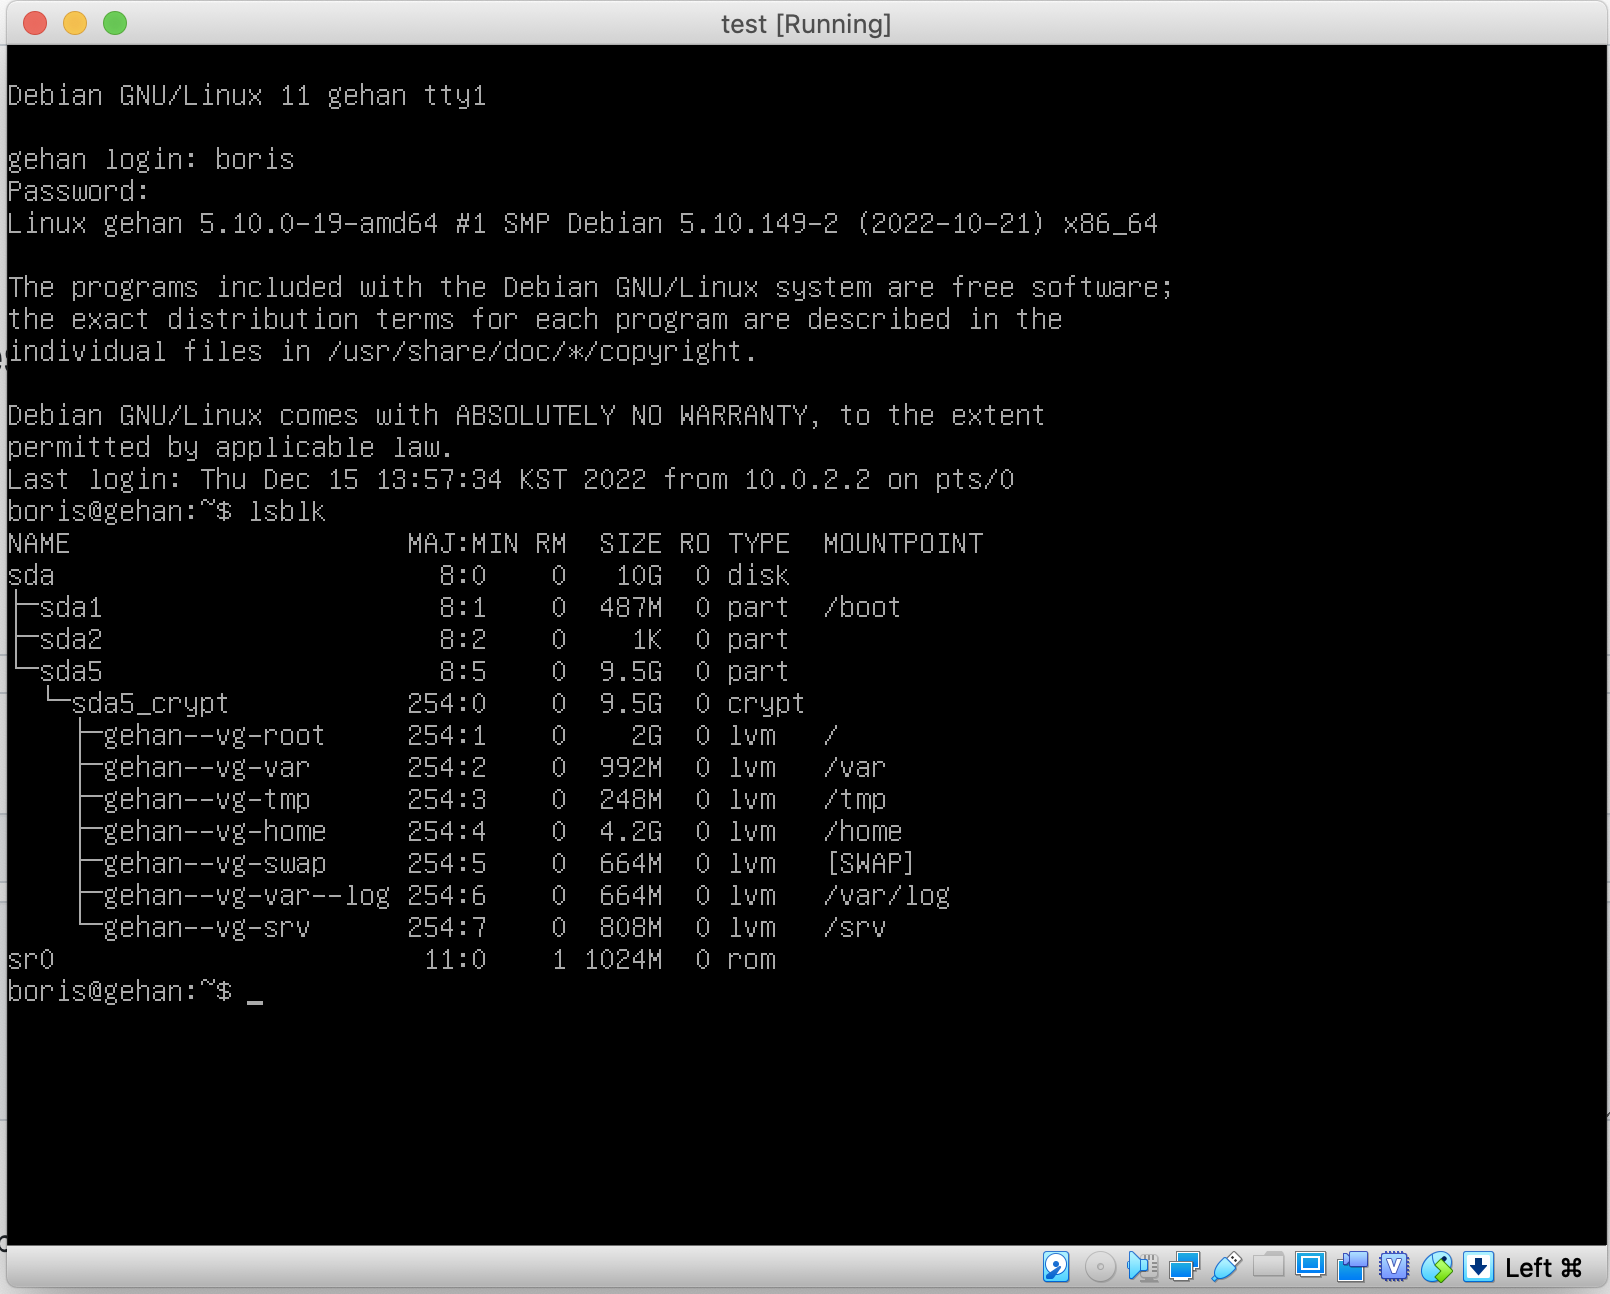 test [Running]
Debian GNU/Linux 11 gehan tty1
gehan login: boris
Password:
Linux gehan 5.10.0-19-amd64 #1 SMP Debian 5.10.149-2 (2022-10-21) x86_64
The programs included with the Debian GNU/Linux system are free software;
the exact distribution terms for each program are described in the
individual files in /usr/share/doc/*/copyright.
Debian GNU/Linux comes with ABSOLUTELY NO WARRANTY, to the extent
permitted by applicable law.
Last login: Thu Dec 15 13:57:34 KST 2022 from 10.0.2.2 on pts/0
boris@gehan:~$ lsblk
NAME                     MAJ:MIN RM  SIZE RO TYPE  MOUNTPOINT
sda                        8:0    0   10G  0 disk
├─sda1                     8:1    0  487M  0 part  /boot
├─sda2                     8:2    0    1K  0 part
└─sda5                     8:5    0  9.5G  0 part
  └─sda5_crypt           254:0    0  9.5G  0 crypt
    ├─gehan--vg-root     254:1    0    2G  0 lvm   /
    ├─gehan--vg-var      254:2    0  992M  0 lvm   /var
    ├─gehan--vg-tmp      254:3    0  248M  0 lvm   /tmp
    ├─gehan--vg-home     254:4    0  4.2G  0 lvm   /home
    ├─gehan--vg-swap     254:5    0  664M  0 lvm   [SWAP]
    ├─gehan--vg-var--log 254:6    0  664M  0 lvm   /var/log
    └─gehan--vg-srv      254:7    0  808M  0 lvm   /srv
sr0                       11:0    1 1024M  0 rom
boris@gehan:~$ _
Left ⌘